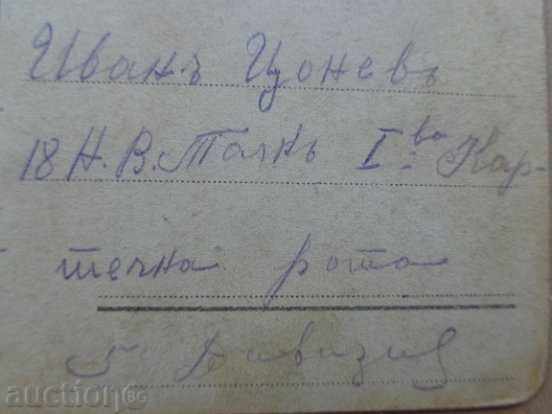 Иванъ Цоневъ
18 Н. В. Полкъ I-ва Кар-
течна рота
5. Дивизия
auction.bg